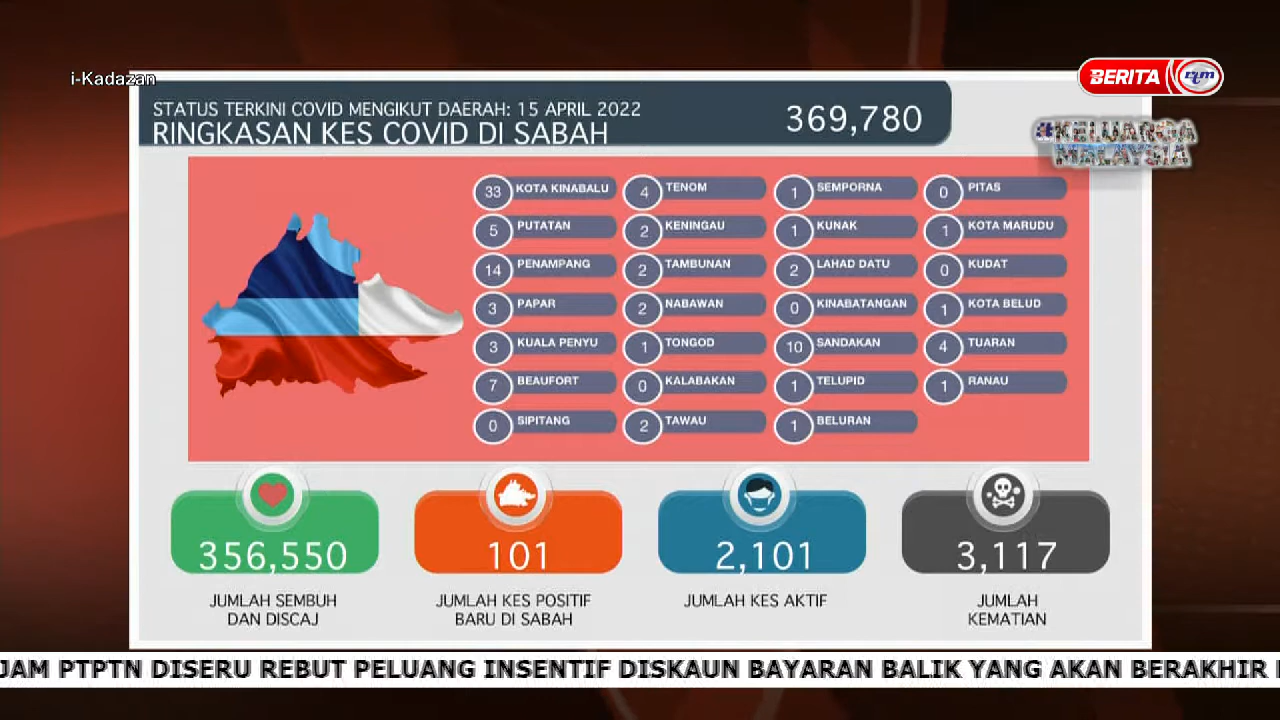 i-Kadazan
BERITA rtm
STATUS TERKINI COVID MENGIKUT DAERAH: 15 APRIL 2022
RINGKASAN KES COVID DI SABAH
369,780
#KELUARGA
MALAYSIA
33 KOTA KINABALU
5 PUTATAN
14 PENAMPANG
3 PAPAR
3 KUALA PENYU
7 BEAUFORT
0 SIPITANG
4 TENOM
2 KENINGAU
2 TAMBUNAN
2 NABAWAN
1 TONGOD
0 KALABAKAN
2 TAWAU
1 SEMPORNA
1 KUNAK
2 LAHAD DATU
0 KINABATANGAN
10 SANDAKAN
1 TELUPID
1 BELURAN
0 PITAS
1 KOTA MARUDU
0 KUDAT
1 KOTA BELUD
4 TUARAN
1 RANAU
356,550
JUMLAH SEMBUH
DAN DISCAJ
101
JUMLAH KES POSITIF
BARU DI SABAH
2,101
JUMLAH KES AKTIF
3,117
JUMLAH
KEMATIAN
JAM PTPTN DISERU REBUT PELUANG INSENTIF DISKAUN BAYARAN BALIK YANG AKAN BERAKHIR